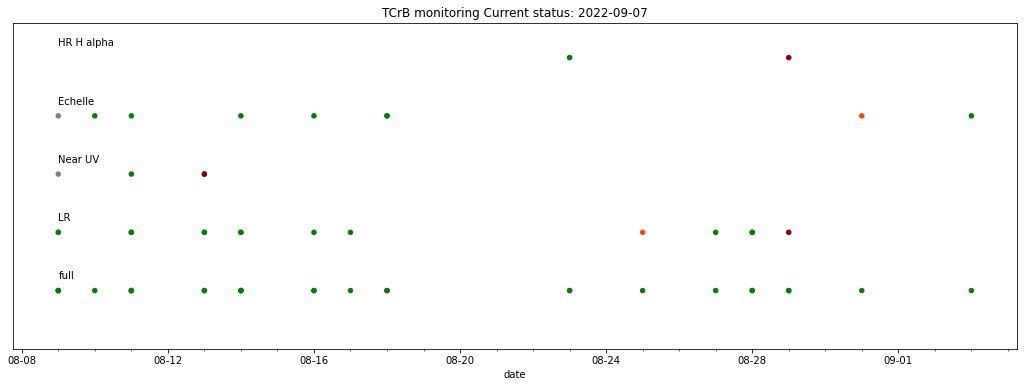 TCrB monitoring Current status: 2022-09-07
HR H alpha
Echelle
Near UV
LR
full
08-08 08-12 08-16 08-20 08-24 08-28 09-01
date